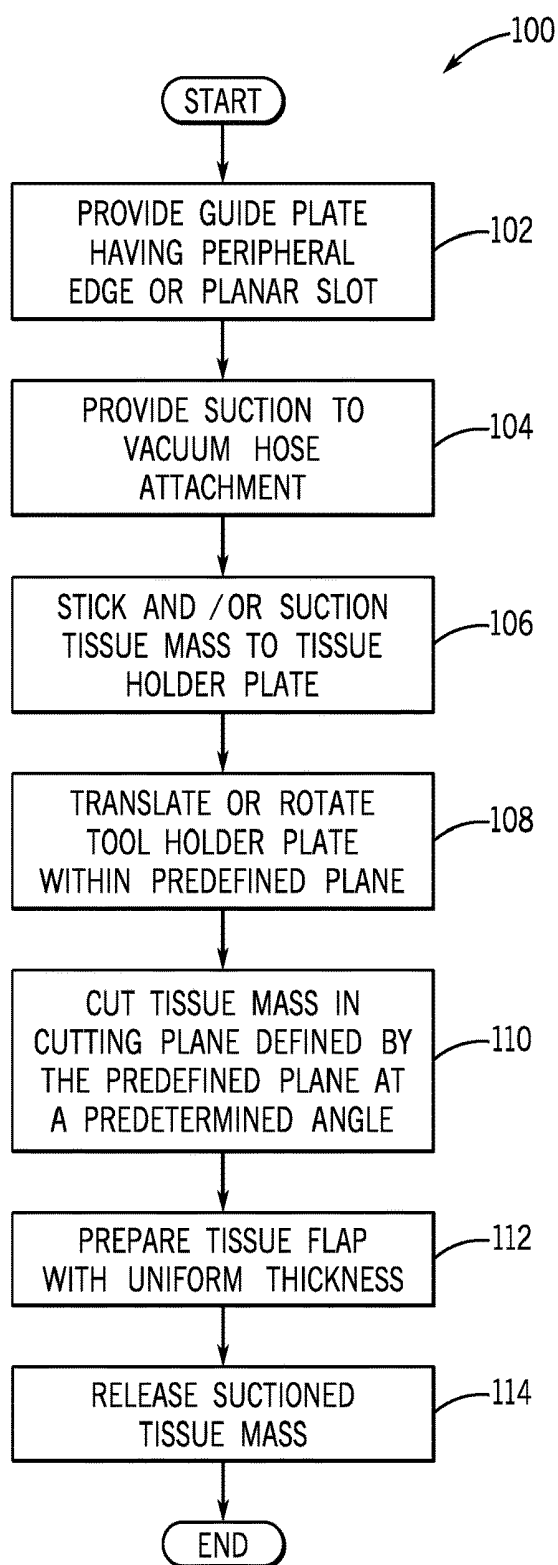 100
START
PROVIDE GUIDE PLATE
HAVING PERIPHERAL
EDGE OR PLANAR SLOT
102
PROVIDE SUCTION TO
VACUUM HOSE
ATTACHMENT
104
STICK AND /OR SUCTION
TISSUE MASS TO TISSUE
HOLDER PLATE
106
TRANSLATE OR ROTATE
TOOL HOLDER PLATE
WITHIN PREDEFINED PLANE
108
CUT TISSUE MASS IN
CUTTING PLANE DEFINED BY
THE PREDEFINED PLANE AT
A PREDETERMINED ANGLE
110
PREPARE TISSUE FLAP
WITH UNIFORM THICKNESS
112
RELEASE SUCTIONED
TISSUE MASS
114
END